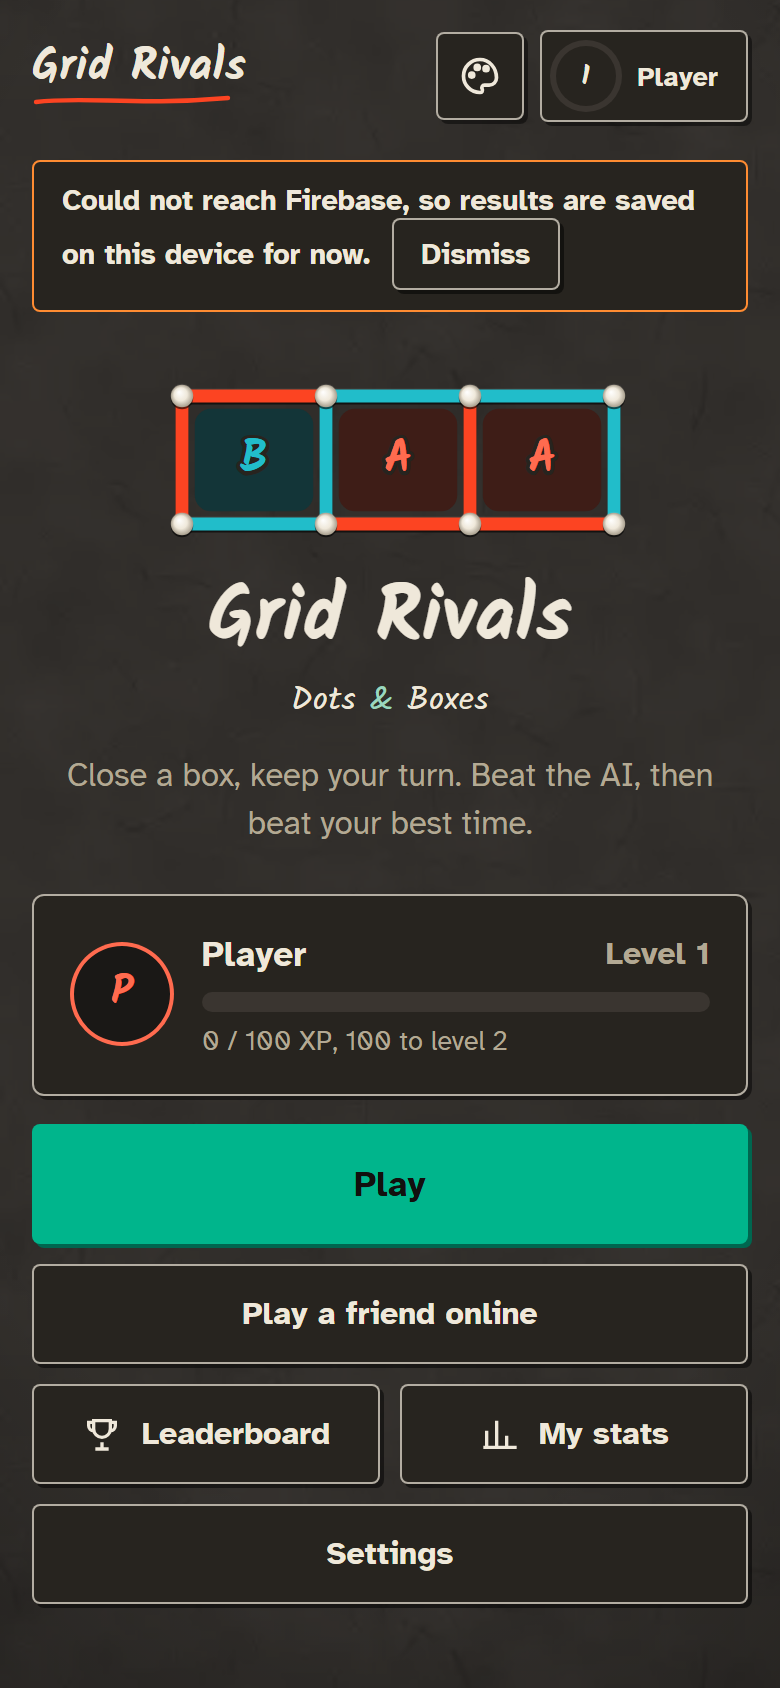 Grid Rivals
1 Player
Could not reach Firebase, so results are saved
on this device for now. Dismiss
B A A
Grid Rivals
Dots & Boxes
Close a box, keep your turn. Beat the AI, then
beat your best time.
P
Player Level 1
0 / 100 XP, 100 to level 2
Play
Play a friend online
Leaderboard My stats
Settings